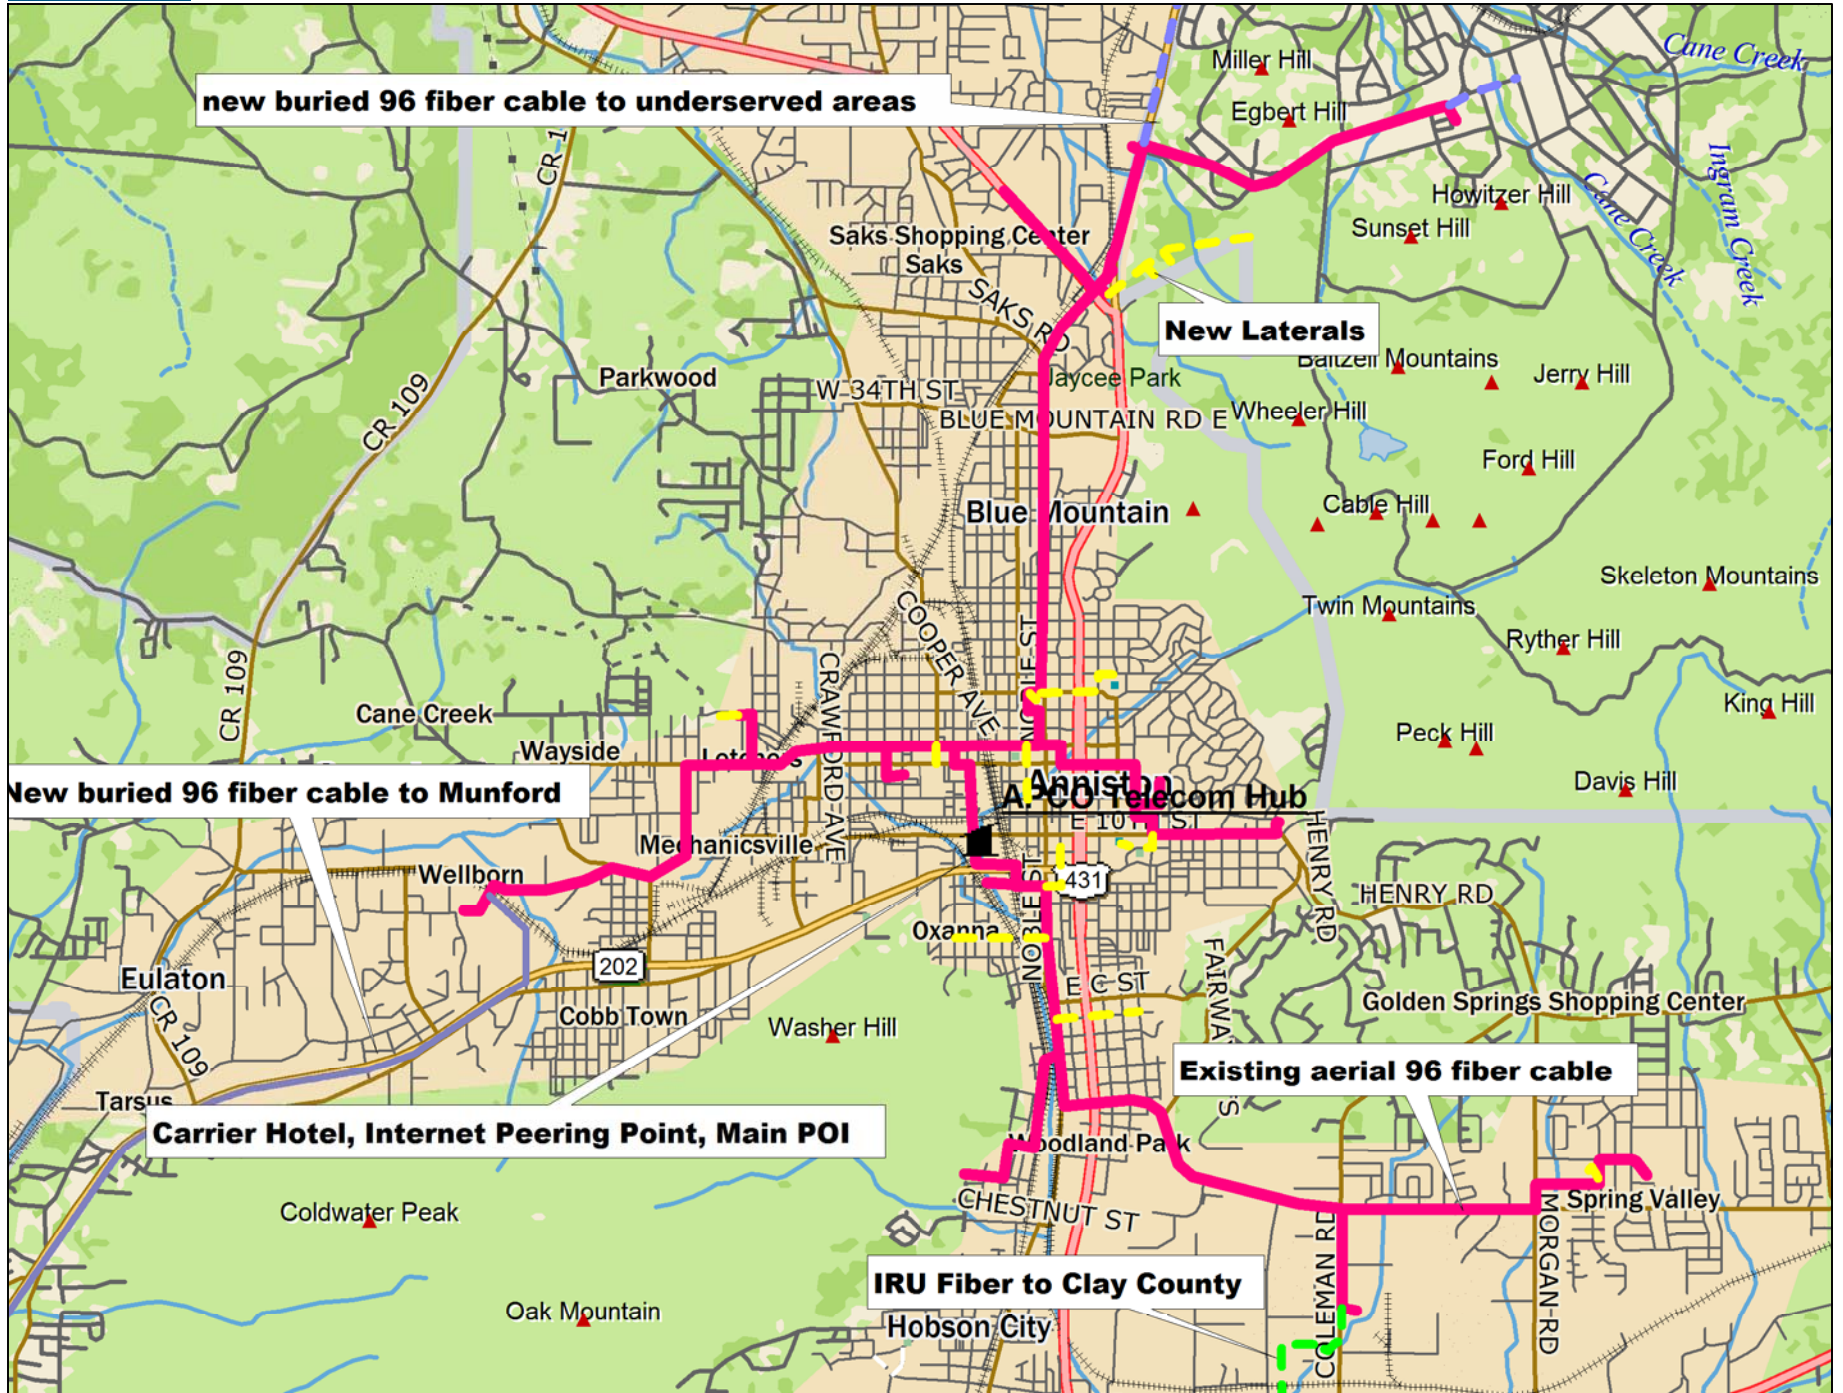 Miller Hill
Cane Creek
new buried 96 fiber cable to underserved areas
Egbert Hill
CR 1
Ingram Creek
Howitzer Hill
Cane Creek
Sunset Hill
Saks Shopping Center
Saks
SAKS RD
New Laterals
Baltzell Mountains
Jerry Hill
Parkwood
Jaycee Park
W 34TH ST
CR 109
Wheeler Hill
BLUE MOUNTAIN RD E
Ford Hill
Cable Hill
Blue Mountain
Skeleton Mountains
Twin Mountains
COOPER AVE
Ryther Hill
NOBLE ST
CR 109
CRAWFORD AVE
King Hill
Cane Creek
Peck Hill
Wayside
Anniston
Davis Hill
New buried 96 fiber cable to Munford
Telecom Hub
E 10TH ST
HENRY RD
Mechanicsville
Wellborn
431
HENRY RD
Oxanna
NOBLE ST
202
Eulaton
E C ST
Golden Springs Shopping Center
CR 109
Cobb Town
Washer Hill
Existing aerial 96 fiber cable
Tarsus
Carrier Hotel, Internet Peering Point, Main POI
Woodland Park
CHESTNUT ST
Spring Valley
Coldwater Peak
COLEMAN RD
MORGAN RD
IRU Fiber to Clay County
Oak Mountain
Hobson City